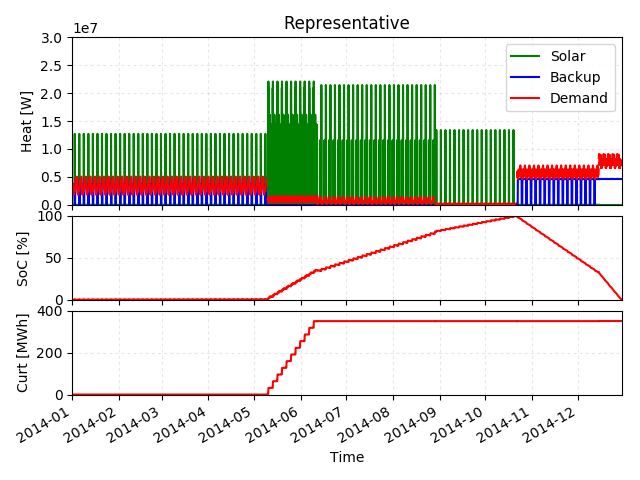 Representative
1e7
3.0
2.5
2.0
1.5
1.0
0.5
0.0
Heat [W]
Solar
Backup
Demand
100
50
0
SoC [%]
400
200
0
Curt [MWh]
2014-01
2014-02
2014-03
2014-04
2014-05
2014-06
2014-07
2014-08
2014-09
2014-10
2014-11
2014-12
Time